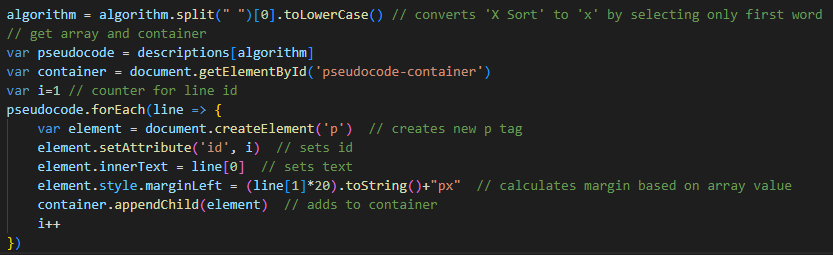 algorithm = algorithm.split(" ")[0].toLowerCase() // converts 'X Sort' to 'x' by selecting only first word
// get array and container
var pseudocode = descriptions[algorithm]
var container = document.getElementById('pseudocode-container')
var i=1 // counter for line id
pseudocode.forEach(line => {
    var element = document.createElement('p')  // creates new p tag
    element.setAttribute('id', i)  // sets id
    element.innerText = line[0]  // sets text
    element.style.marginLeft = (line[1]*20).toString()+"px"  // calculates margin based on array value
    container.appendChild(element)  // adds to container
    i++
})